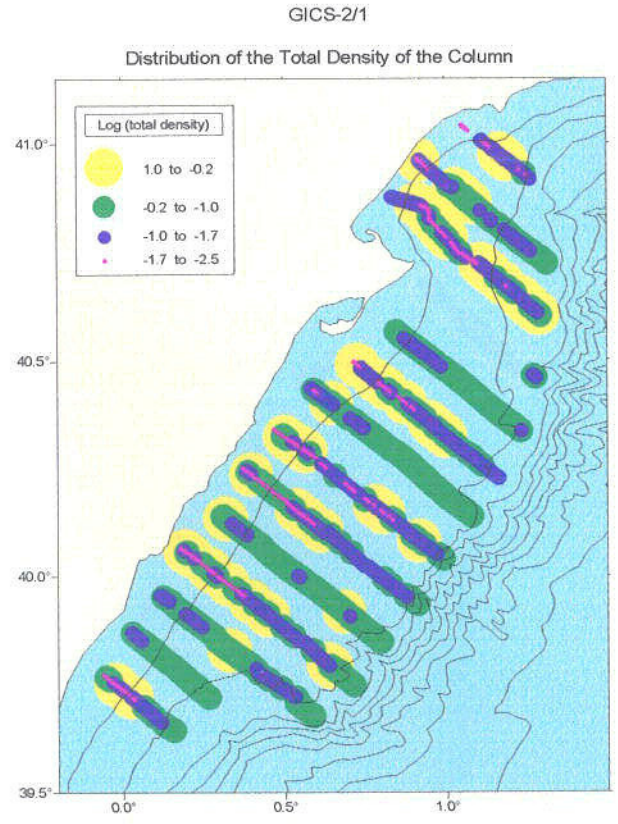 GICS-2/1
Distribution of the Total Density of the Column
Log (total density)
1.0 to -0.2
-0.2 to -1.0
-1.0 to -1.7
-1.7 to -2.5
41.0°
40.5°
40.0°
39.5°
0.0° 0.5° 1.0°